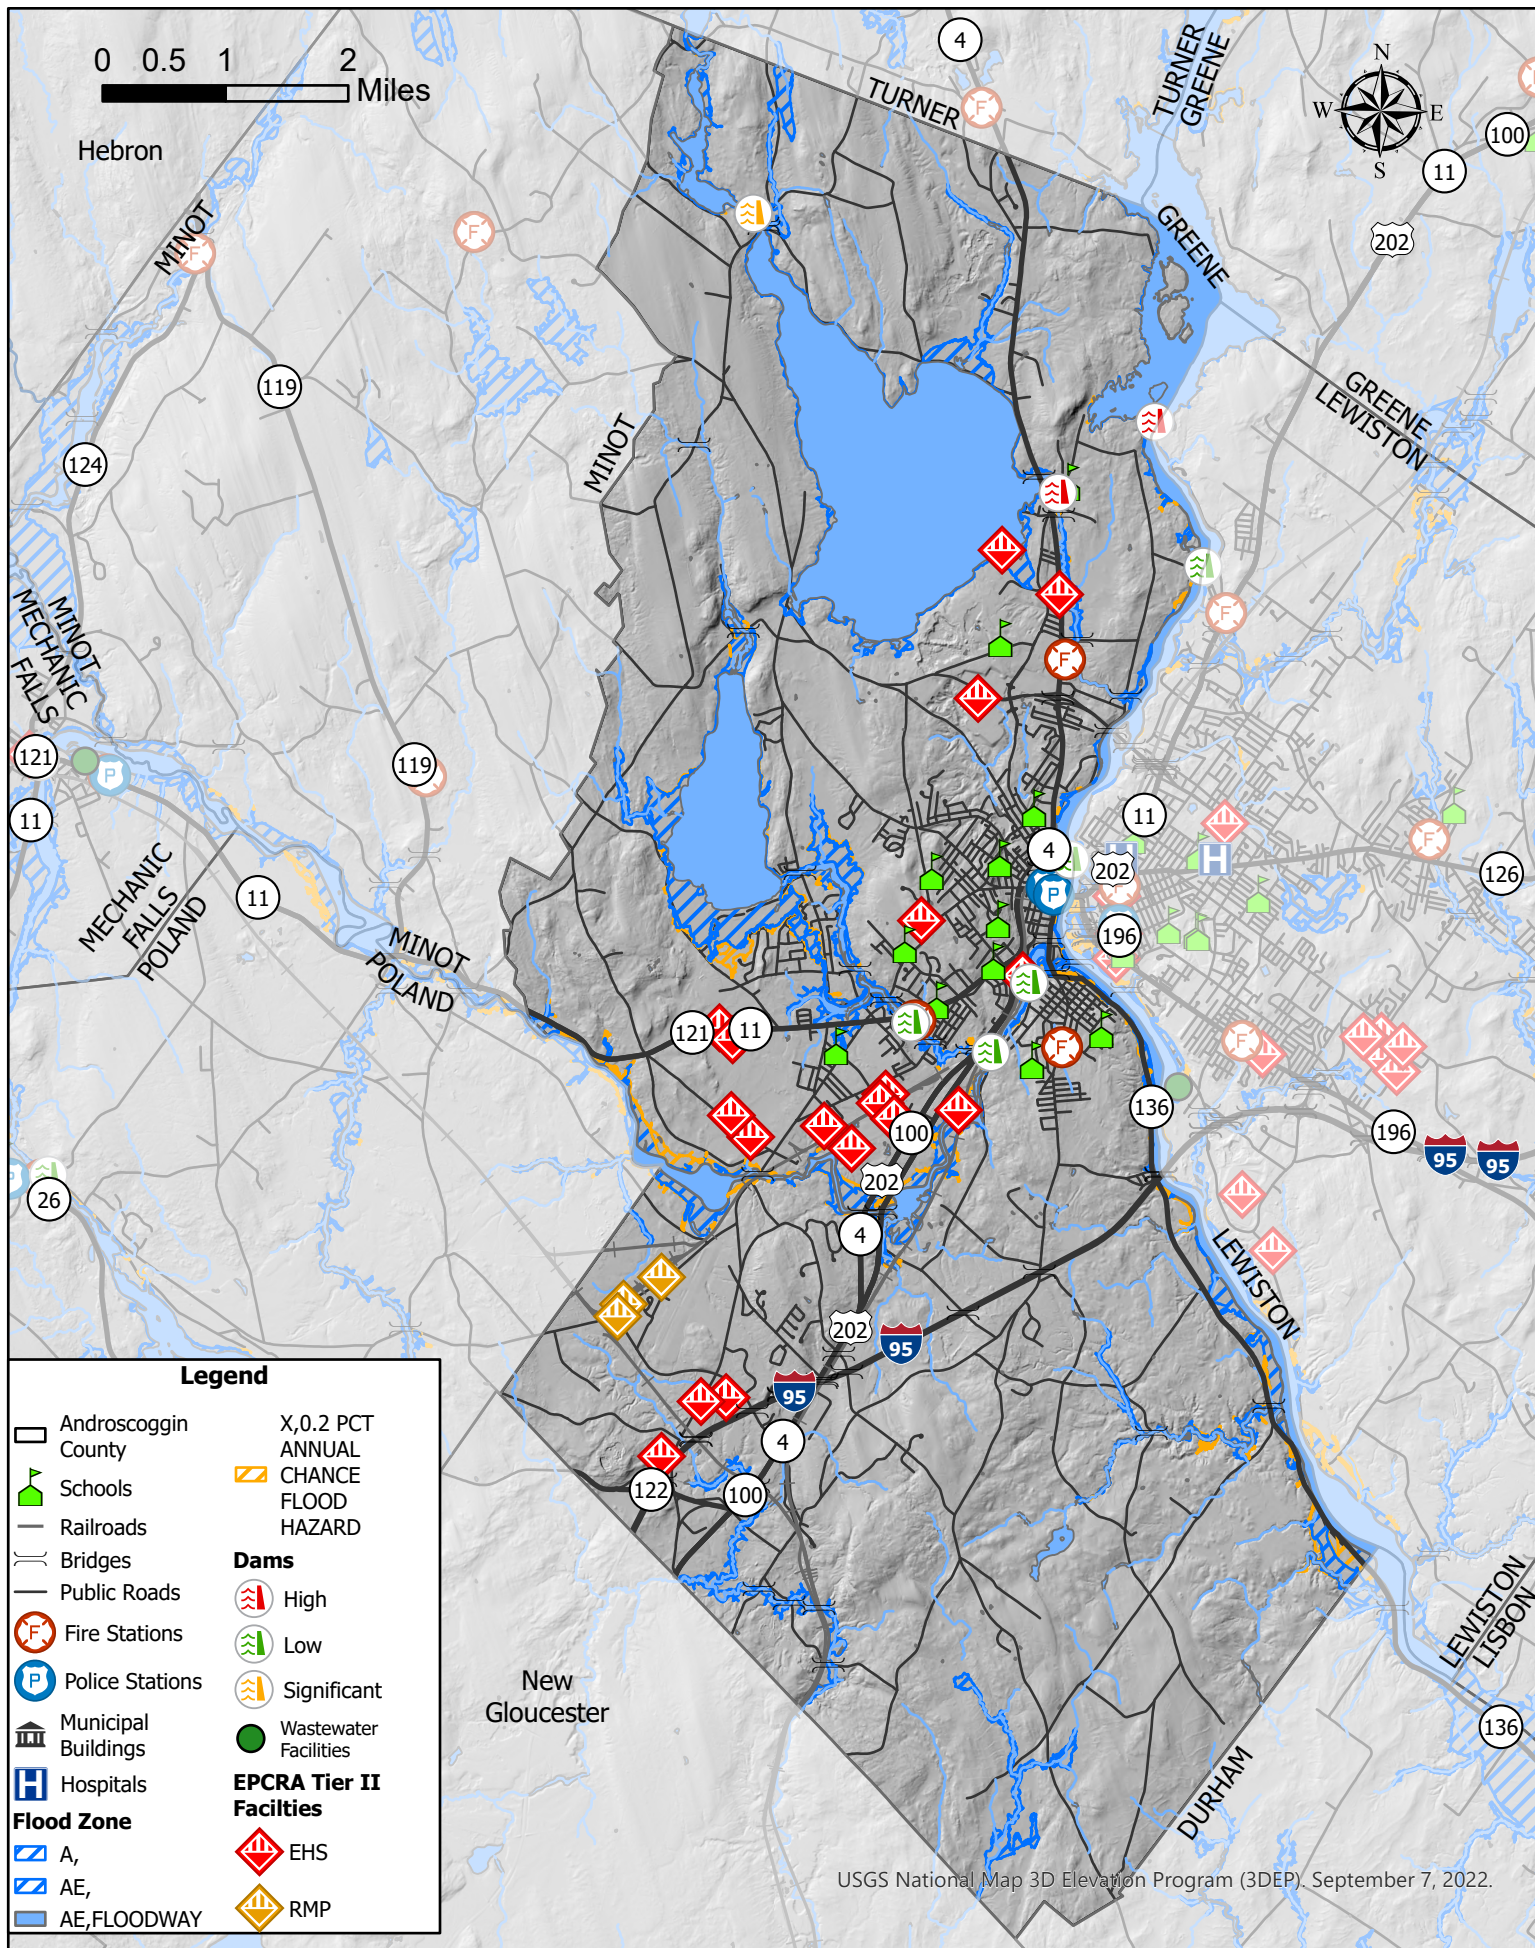 0 0.5 1 2
Miles
Hebron
4
TURNER
TURNER
GREENE
N
W E
S
100
11
202
MINOT
GREENE
119
124
MINOT
GREENE
LEWISTON
MINOT
MECHANIC
FALLS
121
119
11
11
4
202
126
11
MECHANIC
FALLS
POLAND
MINOT
POLAND
196
121
11
136
100
196
95
95
202
26
4
LEWISTON
202
95
95
4
122
100
New
Gloucester
LEWISTON
LISBON
136
DURHAM
USGS National Map 3D Elevation Program (3DEP). September 7, 2022.
Legend
Androscoggin
County
Schools
Railroads
Bridges
Public Roads
F
Fire Stations
P
Police Stations
Municipal
Buildings
H
Hospitals
Flood Zone
A,
AE,
AE,FLOODWAY
X,0.2 PCT
ANNUAL
CHANCE
FLOOD
HAZARD
Dams
High
Low
Significant
Wastewater
Facilities
EPCRA Tier II
Facilties
EHS
RMP